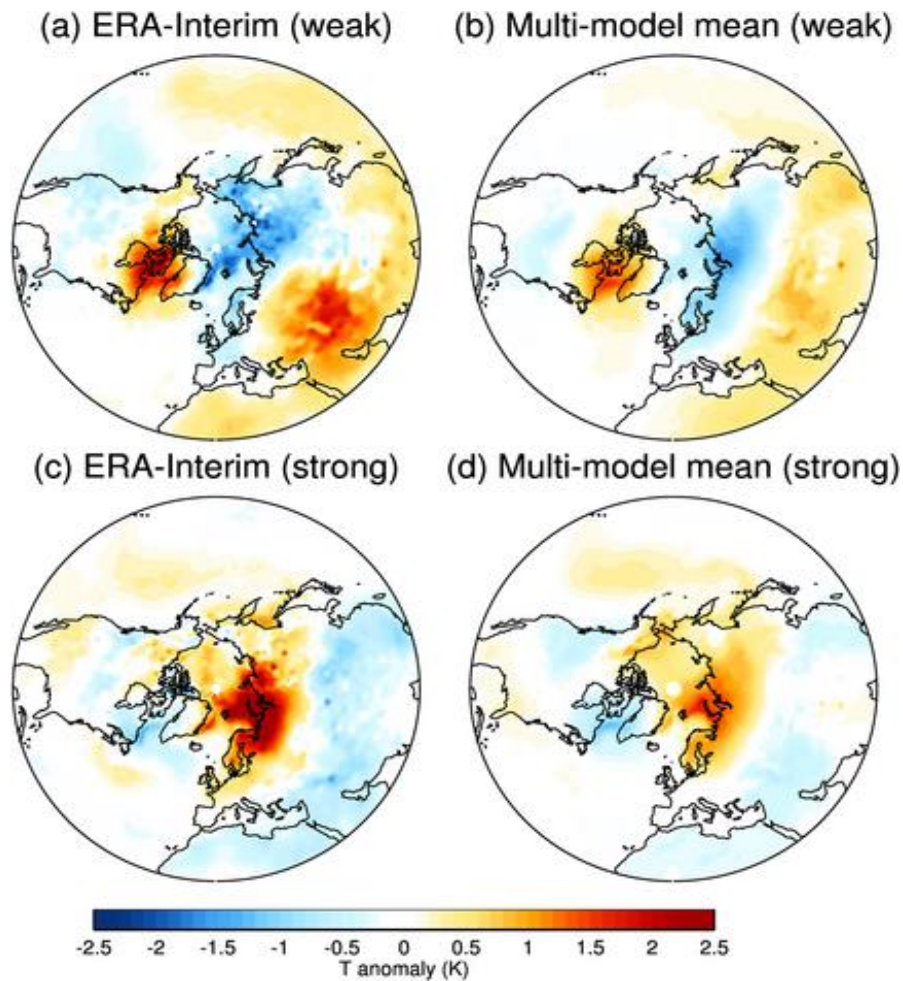 (a) ERA-Interim (weak)
(b) Multi-model mean (weak)
(c) ERA-Interim (strong)
(d) Multi-model mean (strong)
-2.5 -2 -1.5 -1 -0.5 0 0.5 1 1.5 2 2.5
T anomaly (K)